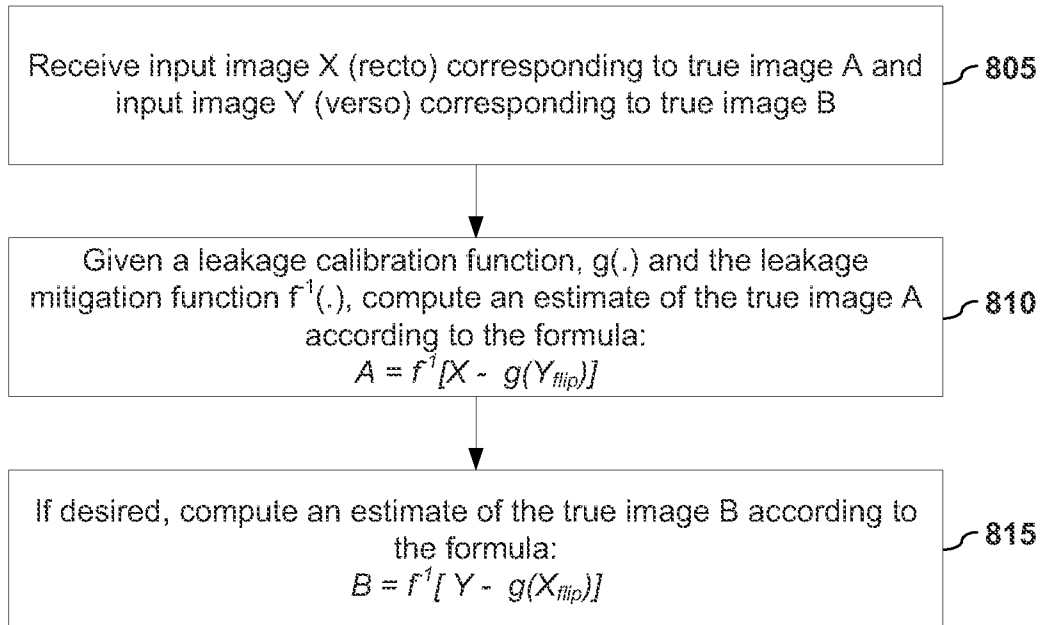 Receive input image X (recto) corresponding to true image A and
input image Y (verso) corresponding to true image B
805
Given a leakage calibration function, g(.) and the leakage
mitigation function f⁻¹(.), compute an estimate of the true image A
according to the formula:
A = f⁻¹[X - g(Y_flip)]
810
If desired, compute an estimate of the true image B according to
the formula:
B = f⁻¹[ Y - g(X_flip)]
815